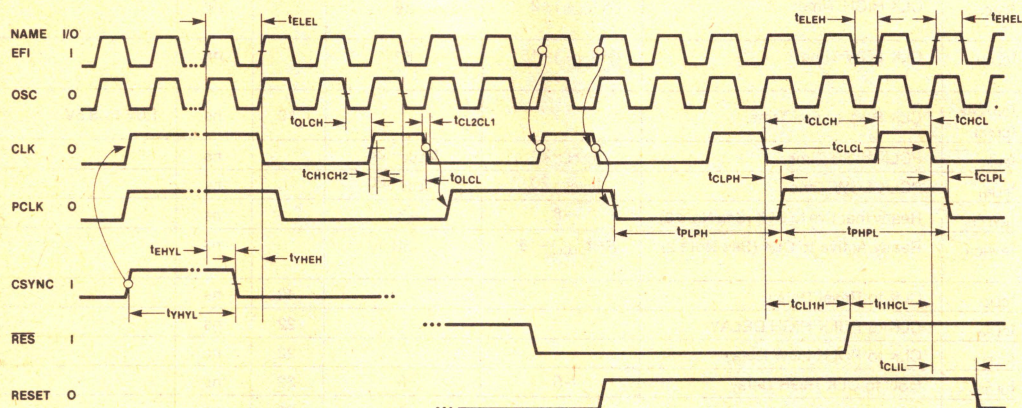 tELEL
tELEH
tEHEL
NAME I/O
EFI I
OSC O
tOLCH
tCL2CL1
tCLCH
tCHCL
CLK O
tCLCL
tCH1CH2
tOLCL
tCLPH
tCLPL
PCLK O
tPLPH
tPHPL
tEHYL
tYHEH
CSYNC I
tYHYL
tCLI1H
tI1HCL
RES I
tCLIL
RESET O